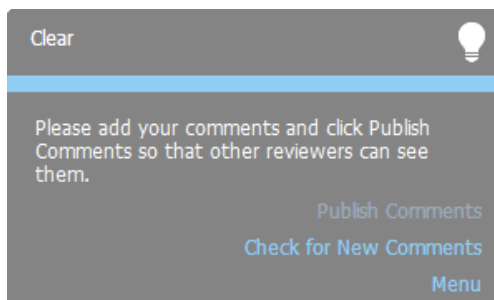 Clear
Please add your comments and click Publish
Comments so that other reviewers can see
them.
Publish Comments
Check for New Comments
Menu